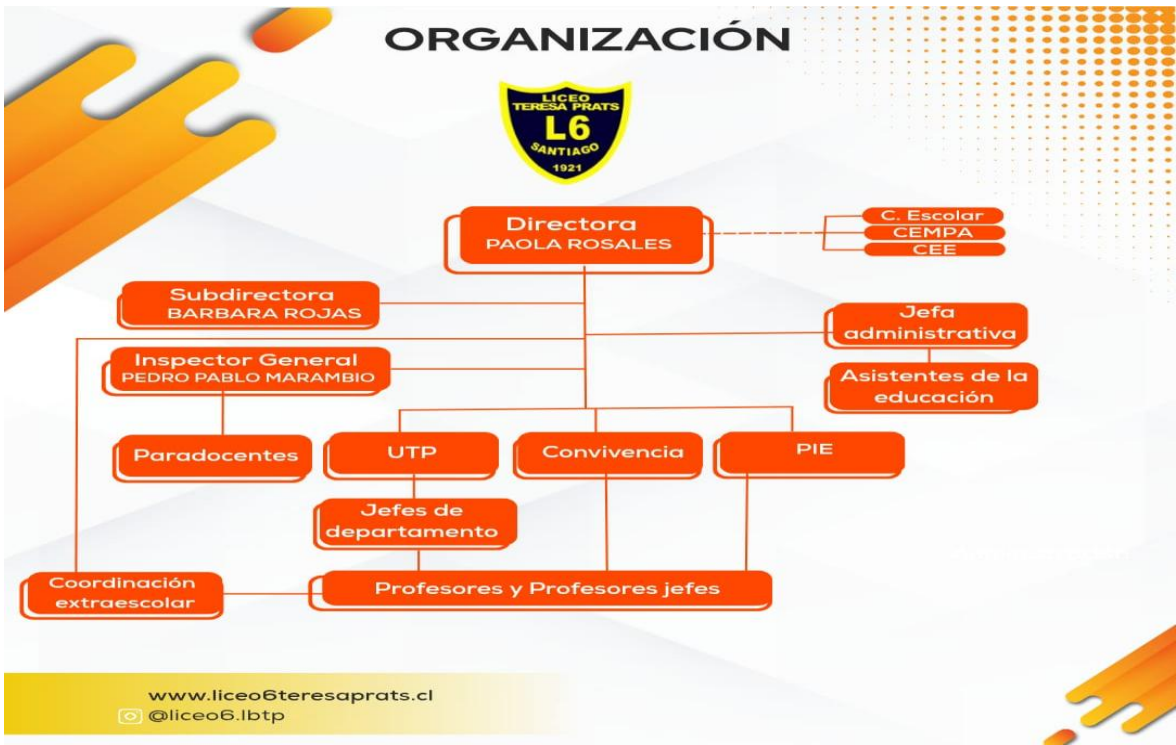 ORGANIZACIÓN
LICEO
TERESA PRATS
L6
SANTIAGO
1921
Directora
PAOLA ROSALES
C. Escolar
CEMPA
CEE
Subdirectora
BARBARA ROJAS
Jefa
administrativa
Inspector General
PEDRO PABLO MARAMBIO
Asistentes de la
educación
Paradocentes
UTP
Convivencia
PIE
Jefes de
departamento
Coordinación
extraescolar
Profesores y Profesores jefes
www.liceo6teresaprats.cl
@liceo6.lbtp